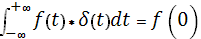 ∫_{-∞}^{+∞} f(t)*δ(t)dt = f (0)